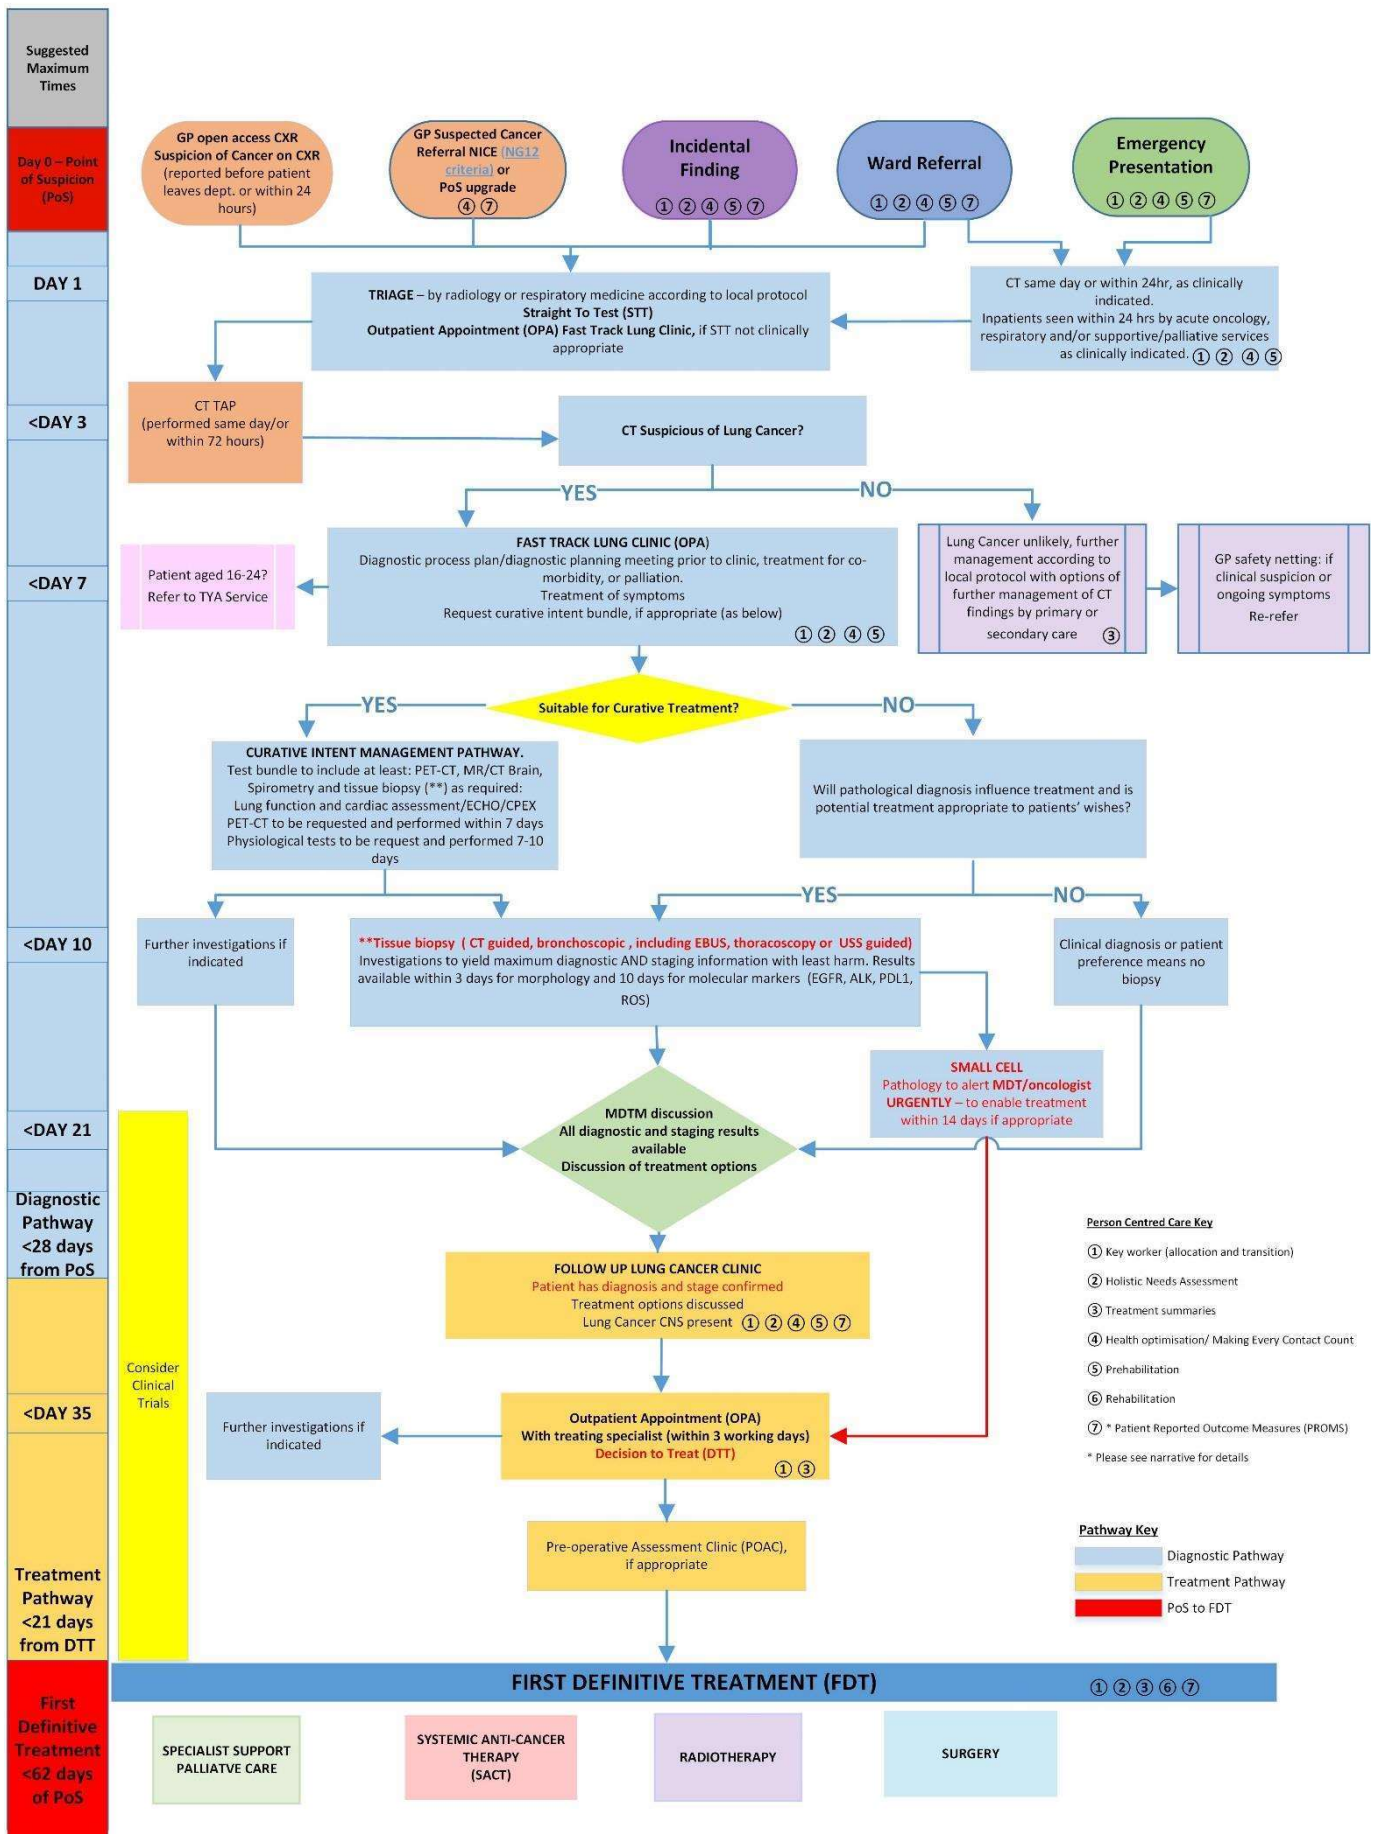 Suggested
Maximum
Times
Day 0 – Point
of Suspicion
(PoS)
GP open access CXR
Suspicion of Cancer on CXR
(reported before patient
leaves dept. or within 24
hours)
GP Suspected Cancer
Referral NICE (NG12
criteria) or
PoS upgrade
④ ⑦
Incidental
Finding
① ② ④ ⑤ ⑦
Ward Referral
① ② ④ ⑤ ⑦
Emergency
Presentation
① ② ④ ⑤ ⑦
DAY 1
TRIAGE – by radiology or respiratory medicine according to local protocol
Straight To Test (STT)
Outpatient Appointment (OPA) Fast Track Lung Clinic, if STT not clinically
appropriate
CT same day or within 24hr, as clinically
indicated.
Inpatients seen within 24 hrs by acute oncology,
respiratory and/or supportive/palliative services
as clinically indicated. ① ② ④ ⑤
<DAY 3
CT TAP
(performed same day/or
within 72 hours)
CT Suspicious of Lung Cancer?
YES
NO
<DAY 7
Patient aged 16-24?
Refer to TYA Service
FAST TRACK LUNG CLINIC (OPA)
Diagnostic process plan/diagnostic planning meeting prior to clinic, treatment for co-
morbidity, or palliation.
Treatment of symptoms
Request curative intent bundle, if appropriate (as below)
① ② ④ ⑤
Lung Cancer unlikely, further
management according to
local protocol with options of
further management of CT
findings by primary or
secondary care ③
GP safety netting: if
clinical suspicion or
ongoing symptoms
Re-refer
Suitable for Curative Treatment?
YES
NO
CURATIVE INTENT MANAGEMENT PATHWAY.
Test bundle to include at least: PET-CT, MR/CT Brain,
Spirometry and tissue biopsy (**) as required:
Lung function and cardiac assessment/ECHO/CPEX
PET-CT to be requested and performed within 7 days
Physiological tests to be request and performed 7-10
days
Will pathological diagnosis influence treatment and is
potential treatment appropriate to patients' wishes?
YES
NO
<DAY 10
Further investigations if
indicated
**Tissue biopsy ( CT guided, bronchoscopic , including EBUS, thoracoscopy or USS guided)
Investigations to yield maximum diagnostic AND staging information with least harm. Results
available within 3 days for morphology and 10 days for molecular markers (EGFR, ALK, PDL1,
ROS)
Clinical diagnosis or patient
preference means no
biopsy
SMALL CELL
Pathology to alert MDT/oncologist
URGENTLY – to enable treatment
within 14 days if appropriate
<DAY 21
MDTM discussion
All diagnostic and staging results
available
Discussion of treatment options
Diagnostic
Pathway
<28 days
from PoS
FOLLOW UP LUNG CANCER CLINIC
Patient has diagnosis and stage confirmed
Treatment options discussed
Lung Cancer CNS present ① ② ④ ⑤ ⑦
Person Centred Care Key
① Key worker (allocation and transition)
② Holistic Needs Assessment
③ Treatment summaries
④ Health optimisation/ Making Every Contact Count
⑤ Prehabilitation
⑥ Rehabilitation
⑦ * Patient Reported Outcome Measures (PROMS)
* Please see narrative for details
Consider
Clinical
Trials
<DAY 35
Further investigations if
indicated
Outpatient Appointment (OPA)
With treating specialist (within 3 working days)
Decision to Treat (DTT)
① ③
Pre-operative Assessment Clinic (POAC),
if appropriate
Pathway Key
Diagnostic Pathway
Treatment Pathway
PoS to FDT
Treatment
Pathway
<21 days
from DTT
FIRST DEFINITIVE TREATMENT (FDT)
① ② ③ ⑥ ⑦
First
Definitive
Treatment
<62 days
of PoS
SPECIALIST SUPPORT
PALLIATVE CARE
SYSTEMIC ANTI-CANCER
THERAPY
(SACT)
RADIOTHERAPY
SURGERY